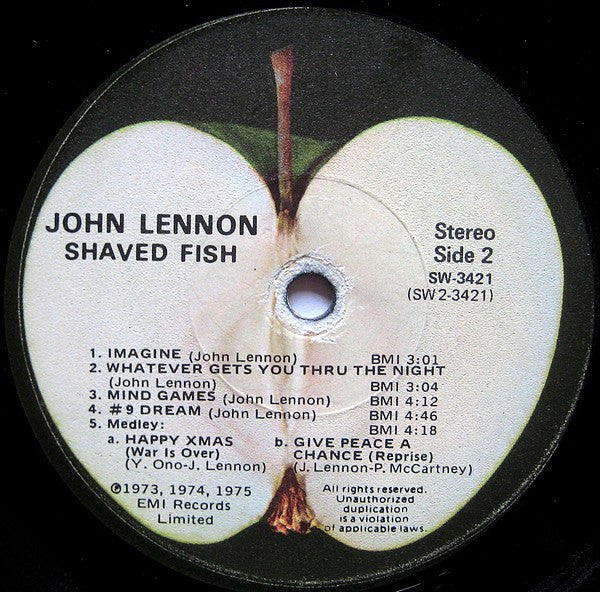 JOHN LENNON
SHAVED FISH
Stereo
Side 2
SW-3421
(SW2-3421)
1. IMAGINE (John Lennon) BMI 3:01
2. WHATEVER GETS YOU THRU THE NIGHT
(John Lennon) BMI 3:04
3. MIND GAMES (John Lennon) BMI 4:12
4. #9 DREAM (John Lennon) BMI 4:46
5. Medley: BMI 4:18
a. HAPPY XMAS
(War Is Over)
(Y. Ono-J. Lennon)
b. GIVE PEACE A
CHANCE (Reprise)
(J. Lennon-P. McCartney)
℗1973, 1974, 1975
EMI Records
Limited
All rights reserved.
Unauthorized
duplication
is a violation
of applicable laws.